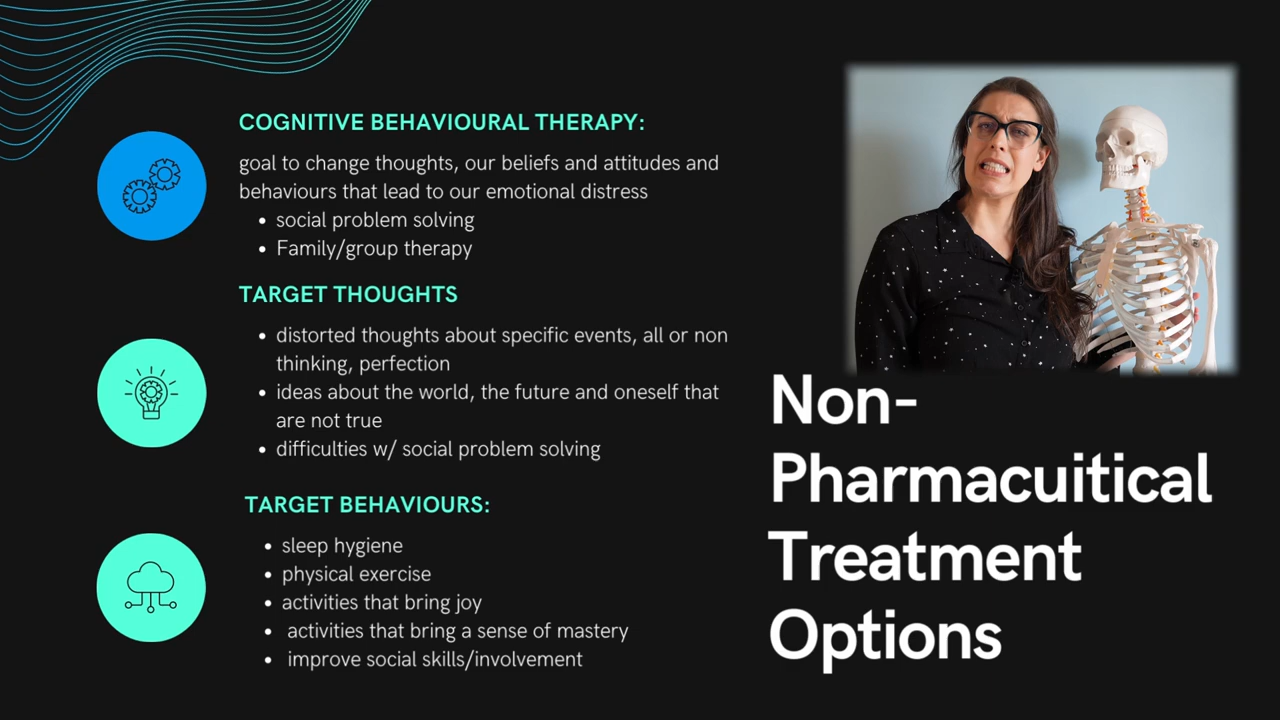 COGNITIVE BEHAVIOURAL THERAPY:
goal to change thoughts, our beliefs and attitudes and
behaviours that lead to our emotional distress
• social problem solving
• Family/group therapy
TARGET THOUGHTS
• distorted thoughts about specific events, all or non
thinking, perfection
• ideas about the world, the future and oneself that
are not true
• difficulties w/ social problem solving
TARGET BEHAVIOURS:
• sleep hygiene
• physical exercise
• activities that bring joy
• activities that bring a sense of mastery
• improve social skills/involvement
Non-
Pharmacuitical
Treatment
Options